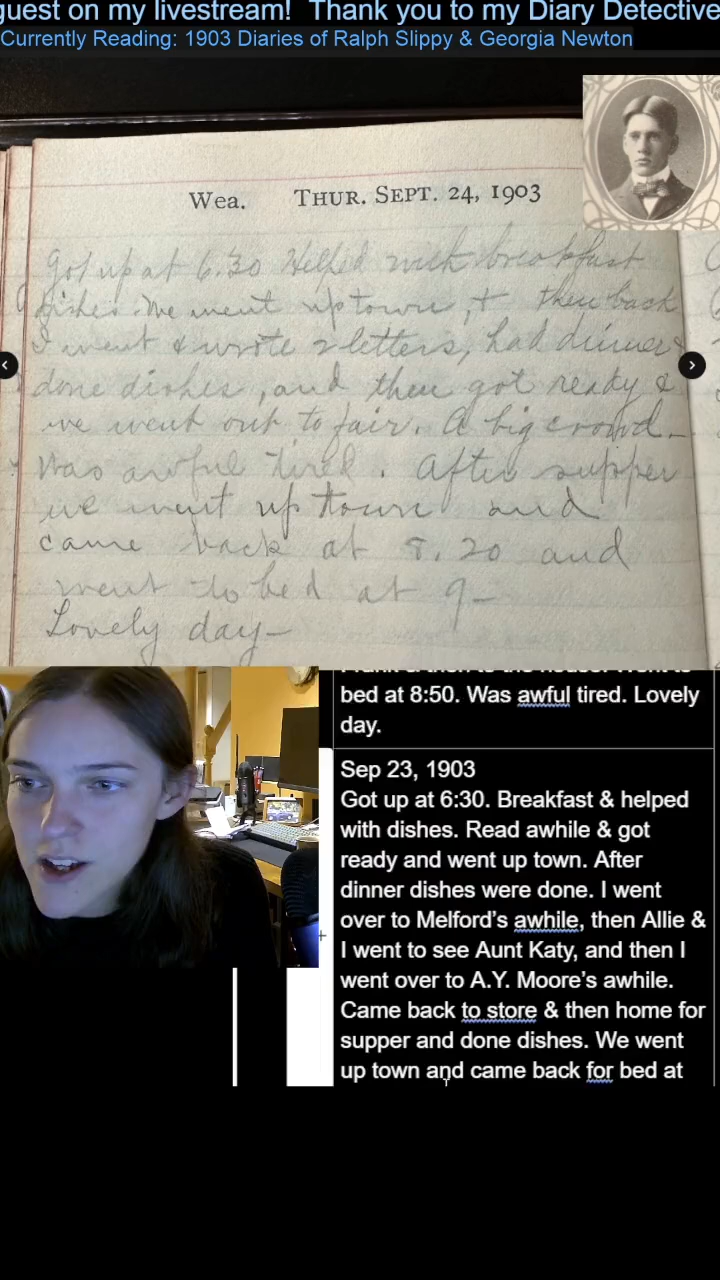 guest on my livestream!  Thank you to my Diary Detective
Currently Reading: 1903 Diaries of Ralph Slippy & Georgia Newton
Wea. THUR. SEPT. 24, 1903
Got up at 6.30 Helped with breakfast
dishes. We went up town, & then back
I went & wrote 2 letters, had dinner &
done dishes, and then got ready &
we went out to fair. A big crowd.
Was awful tired. After supper
we went up town and
came back at 8.20 and
went to bed at 9—
Lovely day—
bed at 8:50. Was awful tired. Lovely
day.
Sep 23, 1903
Got up at 6:30. Breakfast & helped
with dishes. Read awhile & got
ready and went up town. After
dinner dishes were done. I went
over to Melford's awhile, then Allie &
I went to see Aunt Katy, and then I
went over to A.Y. Moore's awhile.
Came back to store & then home for
supper and done dishes. We went
up town and came back for bed at